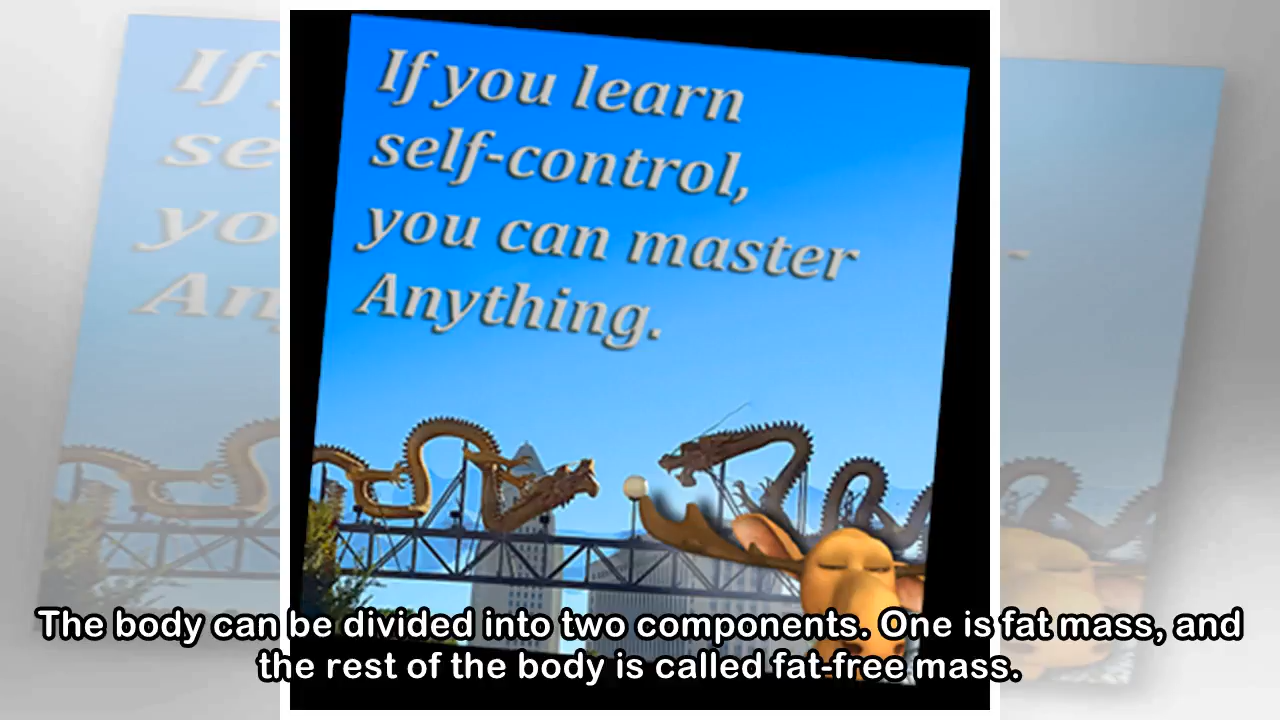 If you learn
self-control,
you can master
Anything.
The body can be divided into two components. One is fat mass, and
the rest of the body is called fat-free mass.